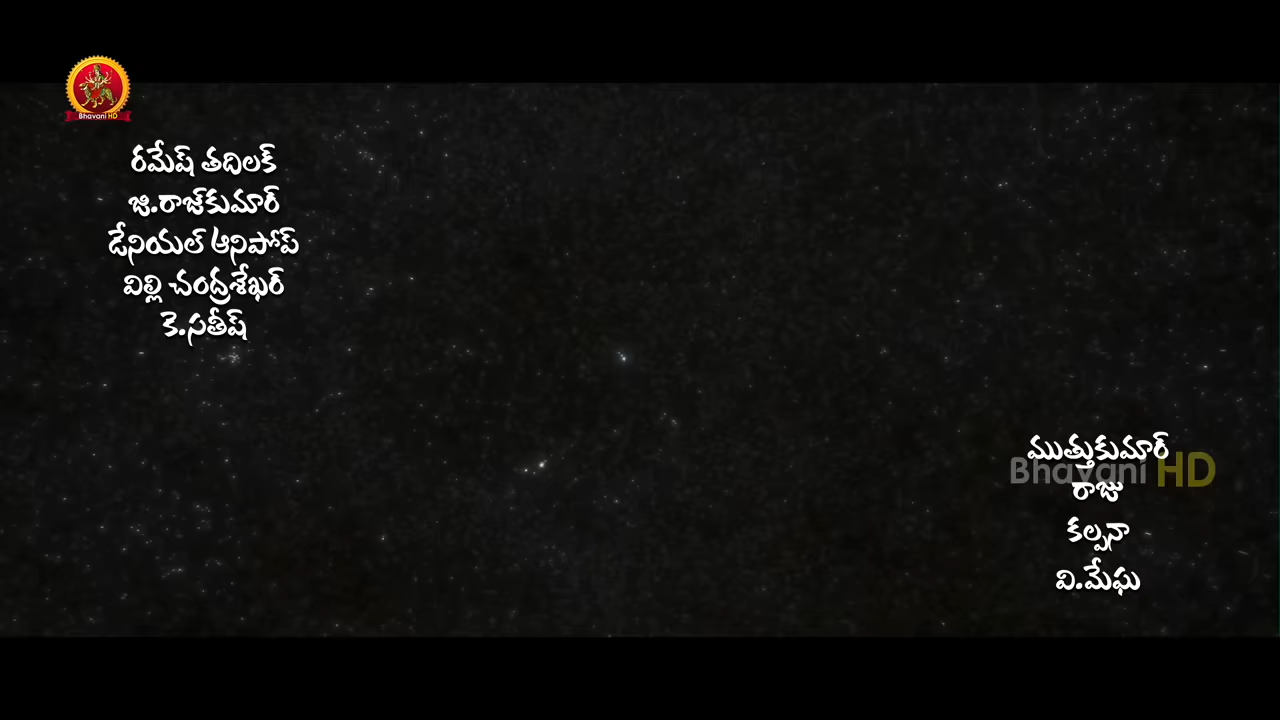 Bhavani HD
రమేష్ తదిలక్
జి.రాజ్‌కుమార్
డేనియల్ ఆనిపోప్
విల్లి చంద్రశేఖర్
కె.సతీష్
ముత్తుకుమార్
Bhavani HD
రాజు
కల్పనా
వి.మేఘ